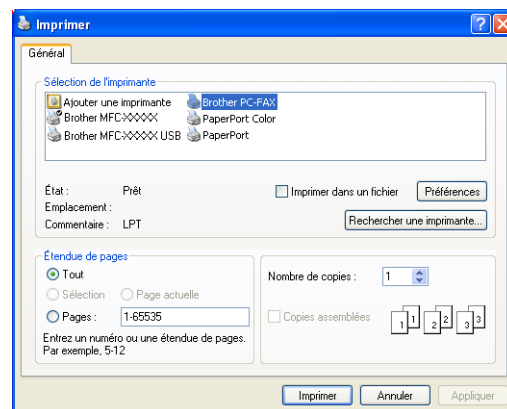 Imprimer
Général
Sélection de l'imprimante
Ajouter une imprimante Brother PC-FAX
Brother MFC-XXXXX PaperPort Color
Brother MFC-XXXXX USB PaperPort
État : Prêt
Imprimer dans un fichier Préférences
Emplacement :
Commentaire : LPT
Rechercher une imprimante...
Étendue de pages
Tout
Sélection Page actuelle
Pages : 1-65535
Entrez un numéro ou une étendue de pages.
Par exemple, 5-12
Nombre de copies : 1
Copies assemblées
1 1 2 2 3 3
Imprimer Annuler Appliquer